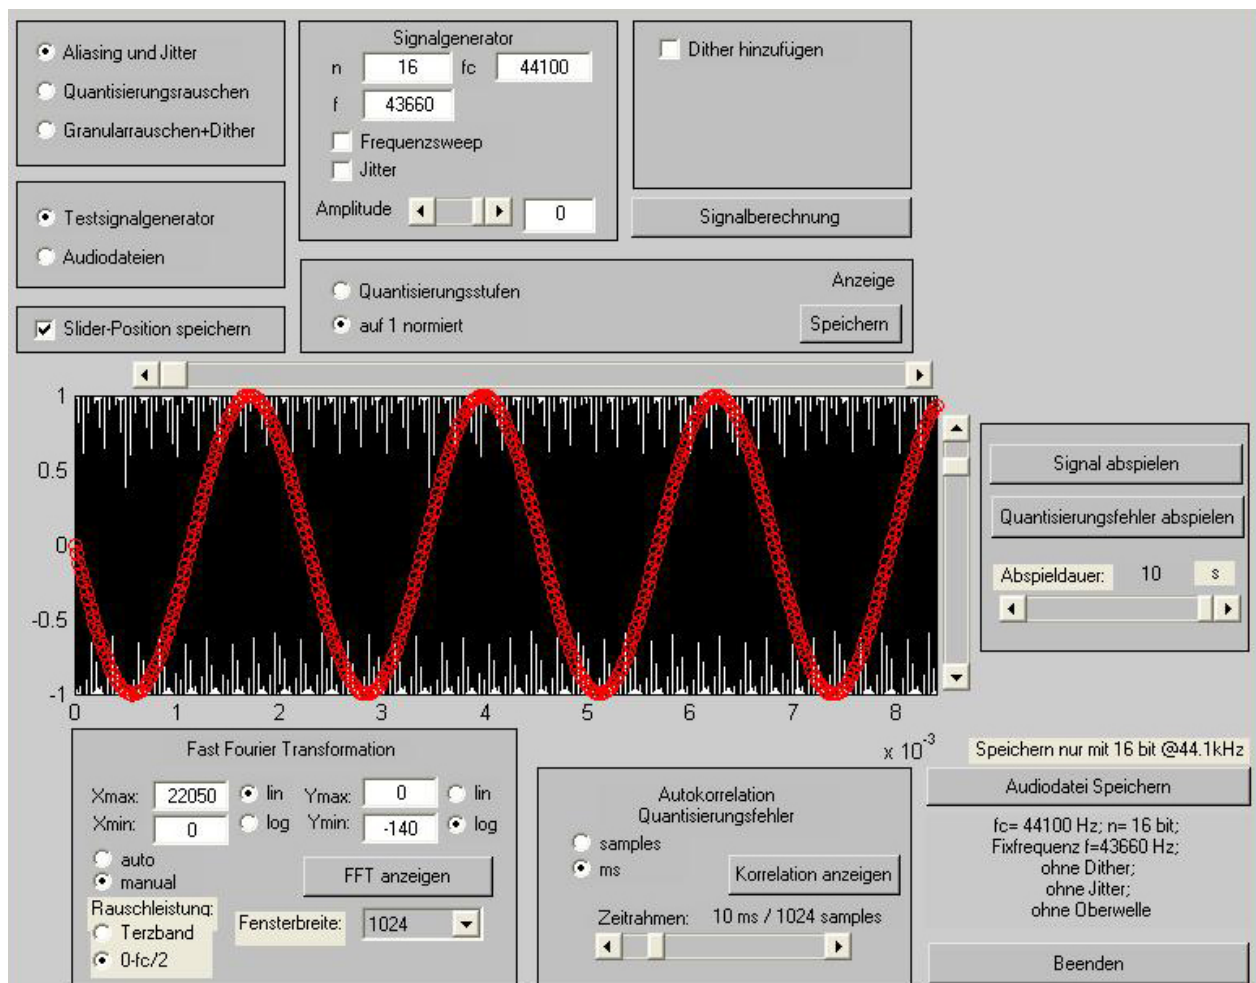 Aliasing und Jitter
Quantisierungsrauschen
Granularrauschen+Dither
Testsignalgenerator
Audiodateien
Slider-Position speichern
Signalgenerator
n 16 fc 44100
f 43660
Frequenzsweep
Jitter
Amplitude 0
Dither hinzufügen
Signalberechnung
Anzeige
Quantisierungsstufen
auf 1 normiert
Speichern
1
0.5
0
-0.5
-1
0 1 2 3 4 5 6 7 8
x 10^-3
Signal abspielen
Quantisierungsfehler abspielen
Abspieldauer: 10 s
Fast Fourier Transformation
Xmax: 22050 lin Ymax: 0 lin
Xmin: 0 log Ymin: -140 log
auto
manual
FFT anzeigen
Rauschleistung:
Terzband
0-fc/2
Fensterbreite: 1024
Autokorrelation
Quantisierungsfehler
samples
ms
Korrelation anzeigen
Zeitrahmen: 10 ms / 1024 samples
Speichern nur mit 16 bit @44.1kHz
Audiodatei Speichern
fc= 44100 Hz; n= 16 bit;
Fixfrequenz f=43660 Hz;
ohne Dither;
ohne Jitter;
ohne Oberwelle
Beenden